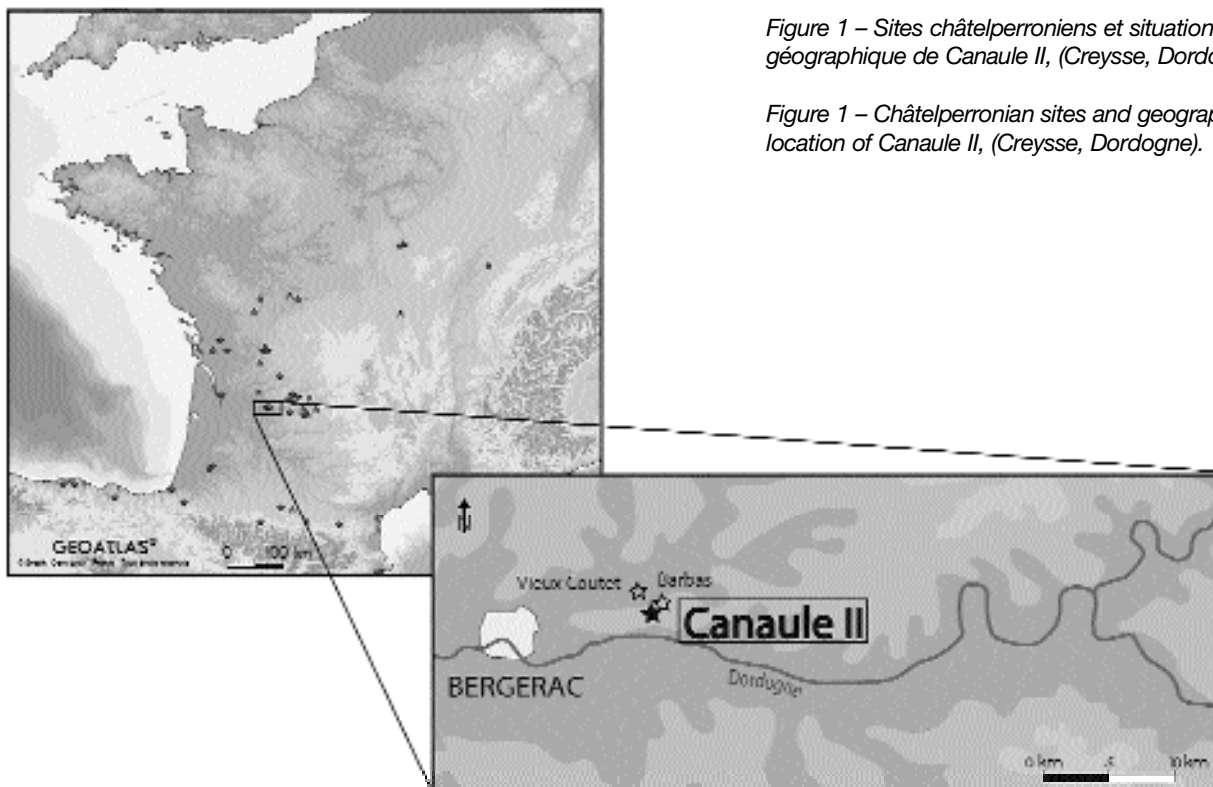 Figure 1 – Sites châtelperroniens et situation
géographique de Canaule II, (Creysse, Dordo
Figure 1 – Châtelperronian sites and geograp
location of Canaule II, (Creysse, Dordogne).
GEOATLAS®
0 100 km
N
Vieux Coutet Barbas
Canaule II
BERGERAC
Dordogne
0 km 5 10 km